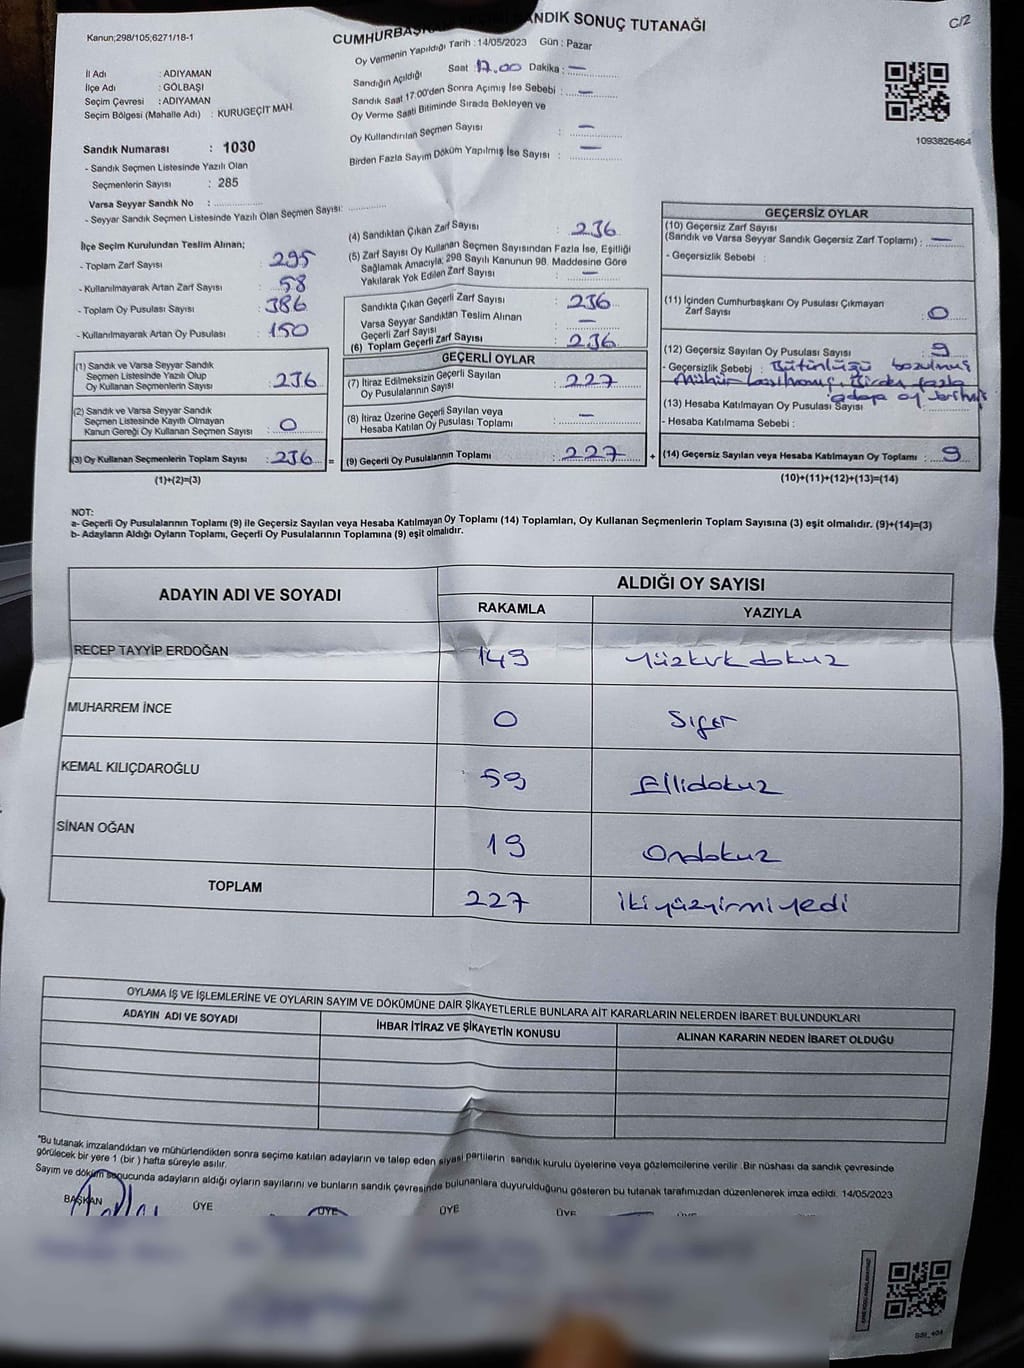 C/2
Kanun;298/105;6271/18-1
CUMHURBAŞ
ANDIK SONUÇ TUTANAĞI
Oy Vermenin Yapıldığı Tarih : 14/05/2023 Gün : Pazar
Sandığın Açıldığı Saat 17.00 Dakika : —
Sandık Saat 17:00'den Sonra Açımış İse Sebebi : —
Oy Verme Saati Bitiminde Sırada Bekleyen ve
Oy Kullandırılan Seçmen Sayısı : —
Birden Fazla Sayım Döküm Yapılmış İse Sayısı : —
İl Adı : ADIYAMAN
İlçe Adı : GÖLBAŞI
Seçim Çevresi : ADIYAMAN
Seçim Bölgesi (Mahalle Adı) : KURUGEÇİT MAH.
1093826464
Sandık Numarası : 1030
- Sandık Seçmen Listesinde Yazılı Olan
Seçmenlerin Sayısı : 285
Varsa Seyyar Sandık No :
- Seyyar Sandık Seçmen Listesinde Yazılı Olan Seçmen Sayısı:
İlçe Seçim Kurulundan Teslim Alınan;
- Toplam Zarf Sayısı : 295
- Kullanılmayarak Artan Zarf Sayısı : 58
- Toplam Oy Pusulası Sayısı : 386
- Kullanılmayarak Artan Oy Pusulası : 150
(1) Sandık ve Varsa Seyyar Sandık
Seçmen Listesinde Yazılı Olup
Oy Kullanan Seçmenlerin Sayısı : 236
(2) Sandık ve Varsa Seyyar Sandık
Seçmen Listesinde Kayıtlı Olmayan
Kanun Gereği Oy Kullanan Seçmen Sayısı : 0
(3) Oy Kullanan Seçmenlerin Toplam Sayısı : 236 =
(1)+(2)=(3)
(4) Sandıktan Çıkan Zarf Sayısı : 236
(5) Zarf Sayısı Oy Kullanan Seçmen Sayısından Fazla İse, Eşitliği
Sağlamak Amacıyla, 298 Sayılı Kanunun 98. Maddesine Göre
Yakılarak Yok Edilen Zarf Sayısı : —
Sandıkta Çıkan Geçerli Zarf Sayısı : 236
Varsa Seyyar Sandıktan Teslim Alınan
Geçerli Zarf Sayısı : —
(6) Toplam Geçerli Zarf Sayısı : 236
GEÇERLİ OYLAR
(7) İtiraz Edilmeksizin Geçerli Sayılan
Oy Pusulalarının Sayısı : 227
(8) İtiraz Üzerine Geçerli Sayılan veya
Hesaba Katılan Oy Pusulası Toplamı : —
(9) Geçerli Oy Pusulalarının Toplamı : 227 +
GEÇERSİZ OYLAR
(10) Geçersiz Zarf Sayısı
(Sandık ve Varsa Seyyar Sandık Geçersiz Zarf Toplamı) : —
- Geçersizlik Sebebi :
(11) İçinden Cumhurbaşkanı Oy Pusulası Çıkmayan
Zarf Sayısı : 0
(12) Geçersiz Sayılan Oy Pusulası Sayısı : 9
- Geçersizlik Sebebi : Bütünlüğü bozulmuş
Birden fazla
adaya oy
(13) Hesaba Katılmayan Oy Pusulası Sayısı :
- Hesaba Katılmama Sebebi :
(14) Geçersiz Sayılan veya Hesaba Katılmayan Oy Toplamı : 9
(10)+(11)+(12)+(13)=(14)
NOT:
a- Geçerli Oy Pusulalarının Toplamı (9) ile Geçersiz Sayılan veya Hesaba Katılmayan Oy Toplamı (14) Toplamları, Oy Kullanan Seçmenlerin Toplam Sayısına (3) eşit olmalıdır. (9)+(14)=(3)
b- Adayların Aldığı Oyların Toplamı, Geçerli Oy Pusulalarının Toplamına (9) eşit olmalıdır.
ADAYIN ADI VE SOYADI
ALDIĞI OY SAYISI
RAKAMLA YAZIYLA
RECEP TAYYİP ERDOĞAN 149 Yüzkırkdokuz
MUHARREM İNCE 0 Sıfır
KEMAL KILIÇDAROĞLU 59 Ellidokuz
SİNAN OĞAN 19 Ondokuz
TOPLAM 227 ikiyüzyirmiyedi
OYLAMA İŞ VE İŞLEMLERİNE VE OYLARIN SAYIM VE DÖKÜMÜNE DAİR ŞİKAYETLERLE BUNLARA AİT KARARLARIN NELERDEN İBARET BULUNDUKLARI
ADAYIN ADI VE SOYADI İHBAR İTİRAZ VE ŞİKAYETİN KONUSU ALINAN KARARIN NEDEN İBARET OLDUĞU
"Bu tutanak imzalandıktan ve mühürlendikten sonra seçime katılan adayların ve talep eden siyasi partilerin sandık kurulu üyelerine veya gözlemcilerine verilir. Bir nüshası da sandık çevresinde
görülecek bir yere 1 (bir ) hafta süreyle asılır.
Sayım ve döküm sonucunda adayların aldığı oyların sayılarını ve bunların sandık çevresinde bulunanlara duyurulduğunu gösteren bu tutanak tarafımızdan düzenlenerek imza edildi. 14/05/2023
BAŞKAN ÜYE ÜYE ÜYE ÜYE